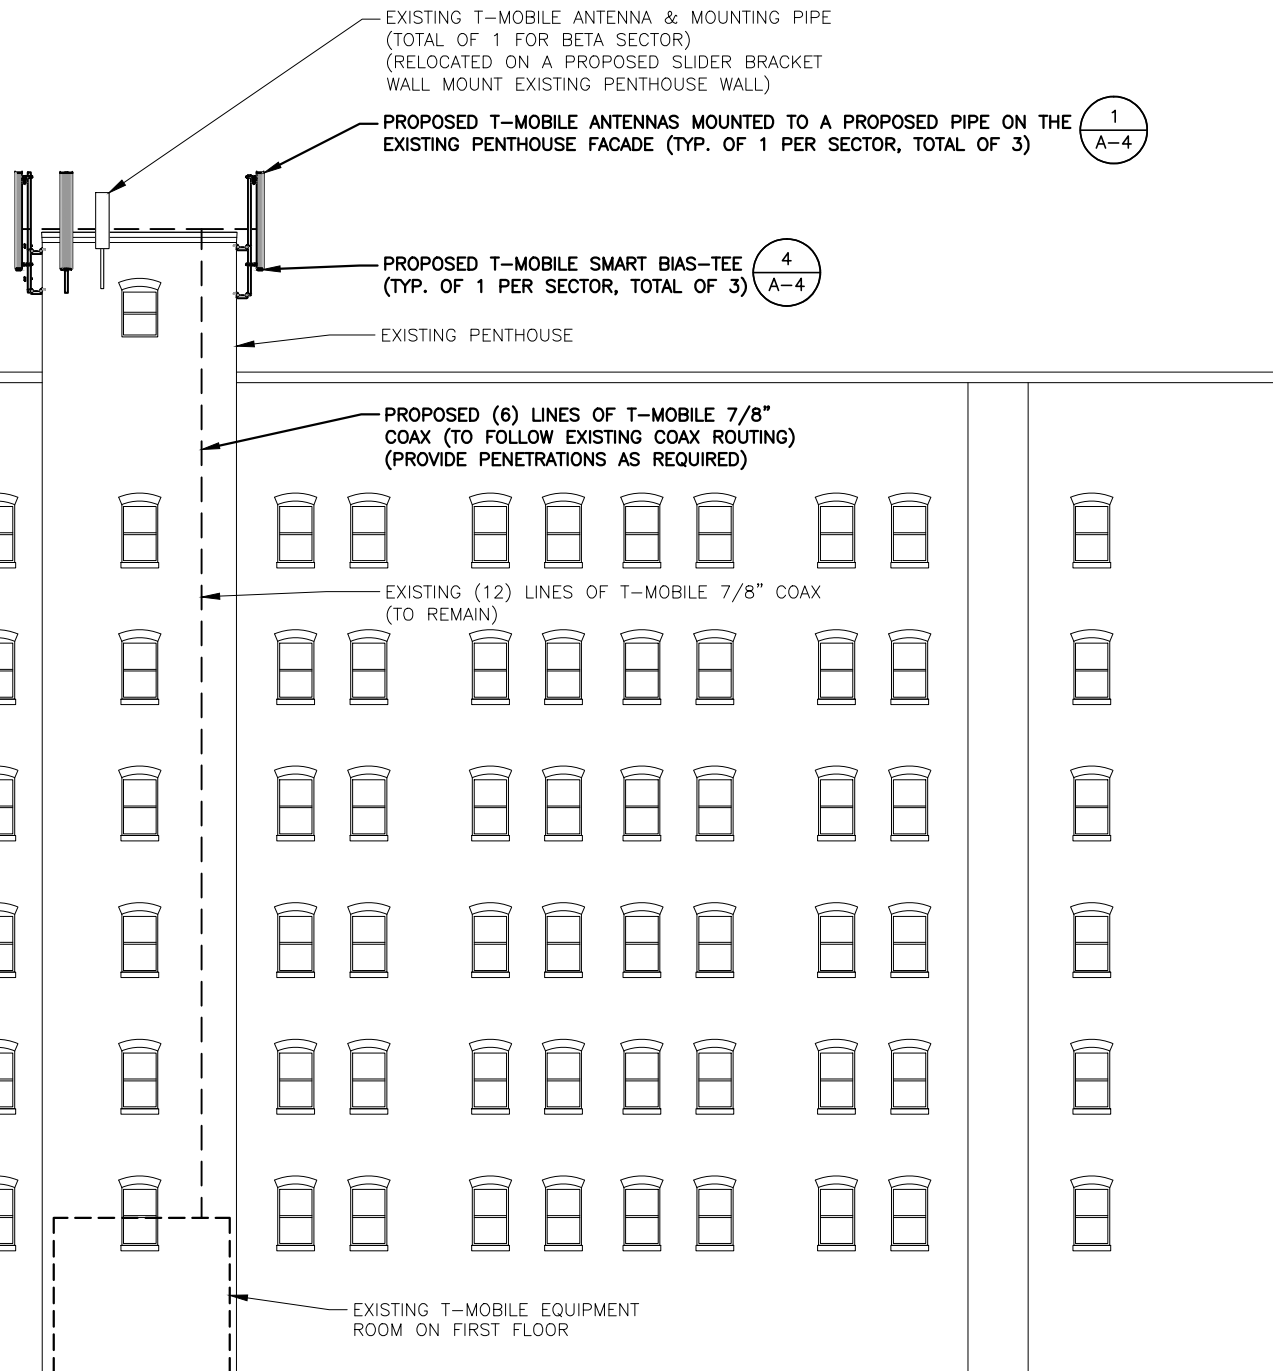 EXISTING T-MOBILE ANTENNA & MOUNTING PIPE
(TOTAL OF 1 FOR BETA SECTOR)
(RELOCATED ON A PROPOSED SLIDER BRACKET
WALL MOUNT EXISTING PENTHOUSE WALL)
PROPOSED T-MOBILE ANTENNAS MOUNTED TO A PROPOSED PIPE ON THE
EXISTING PENTHOUSE FACADE (TYP. OF 1 PER SECTOR, TOTAL OF 3)
1
A-4
PROPOSED T-MOBILE SMART BIAS-TEE
(TYP. OF 1 PER SECTOR, TOTAL OF 3)
4
A-4
EXISTING PENTHOUSE
PROPOSED (6) LINES OF T-MOBILE 7/8"
COAX (TO FOLLOW EXISTING COAX ROUTING)
(PROVIDE PENETRATIONS AS REQUIRED)
EXISTING (12) LINES OF T-MOBILE 7/8" COAX
(TO REMAIN)
EXISTING T-MOBILE EQUIPMENT
ROOM ON FIRST FLOOR